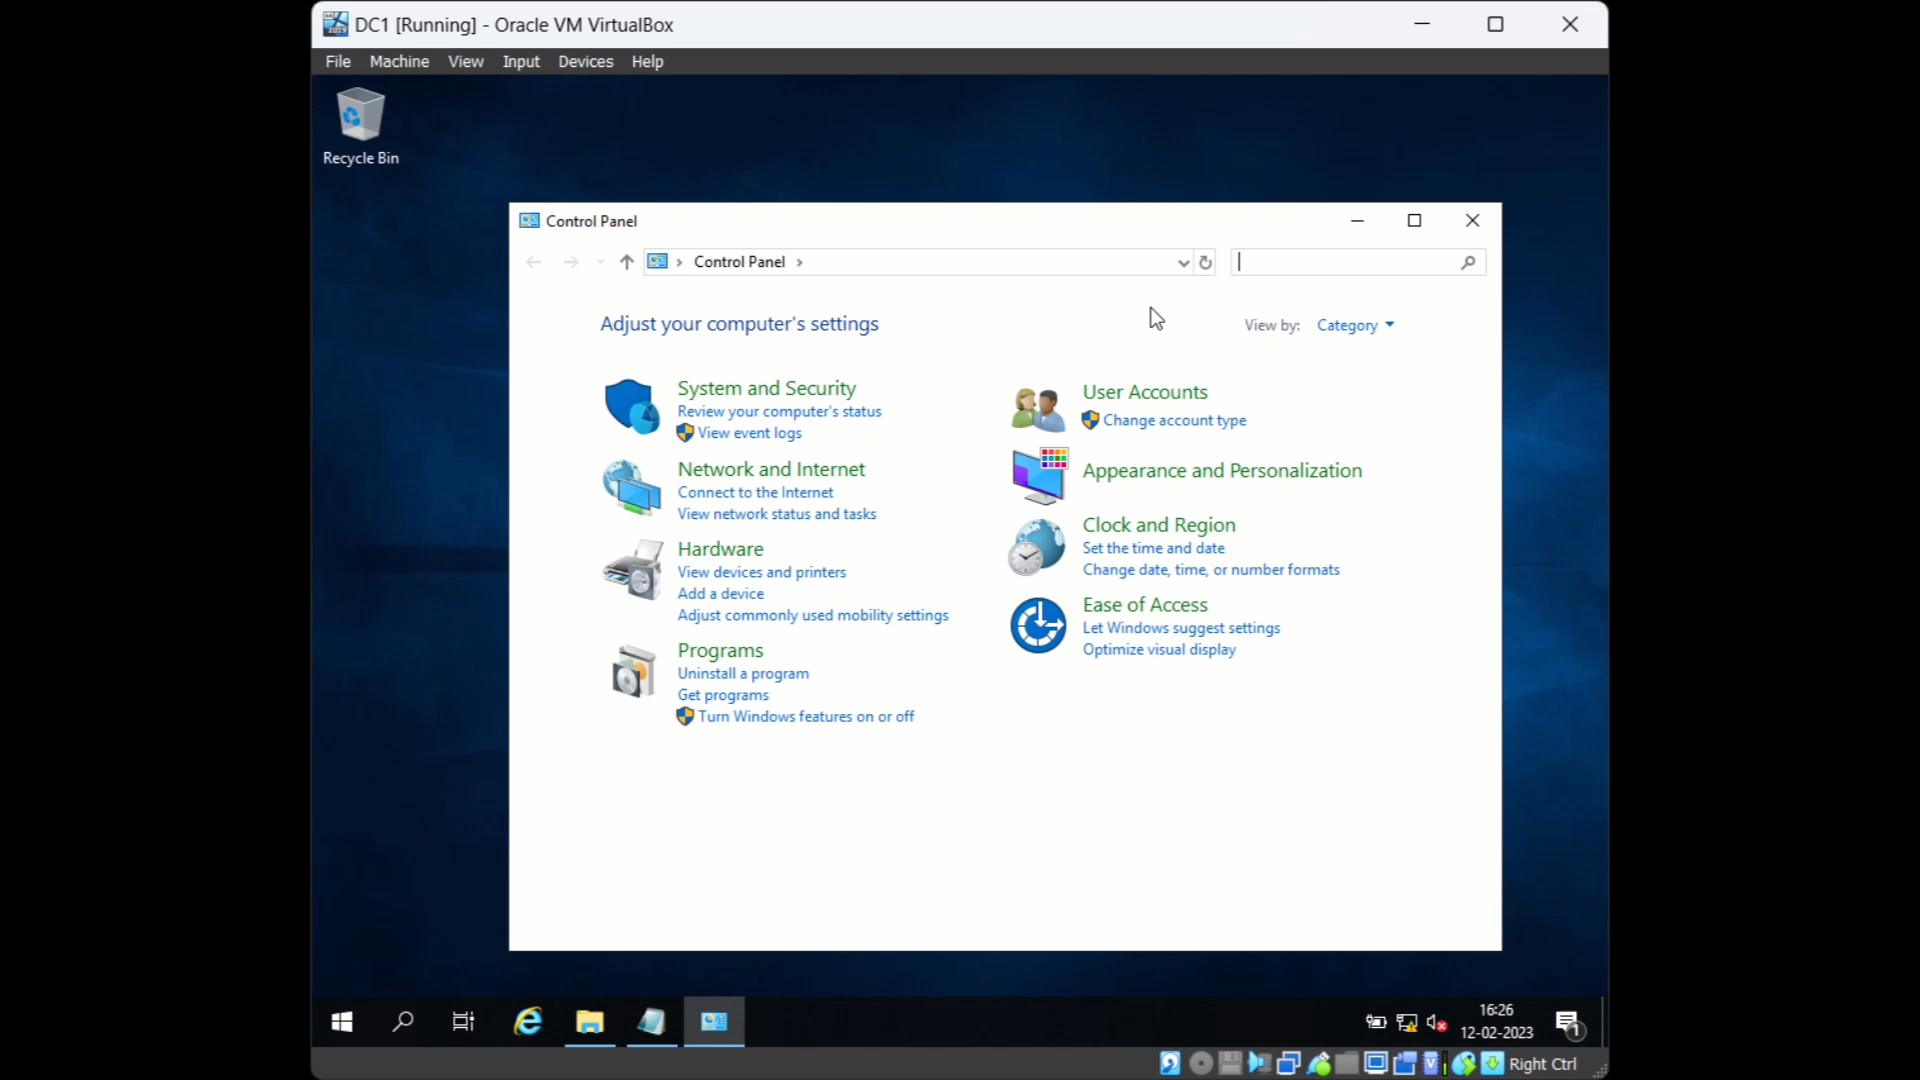 DC1 [Running] - Oracle VM VirtualBox
File Machine View Input Devices Help
Recycle Bin
Control Panel
Control Panel
Adjust your computer's settings
View by: Category
System and Security
Review your computer's status
View event logs
Network and Internet
Connect to the Internet
View network status and tasks
Hardware
View devices and printers
Add a device
Adjust commonly used mobility settings
Programs
Uninstall a program
Get programs
Turn Windows features on or off
User Accounts
Change account type
Appearance and Personalization
Clock and Region
Set the time and date
Change date, time, or number formats
Ease of Access
Let Windows suggest settings
Optimize visual display
16:26
12-02-2023
1
Right Ctrl